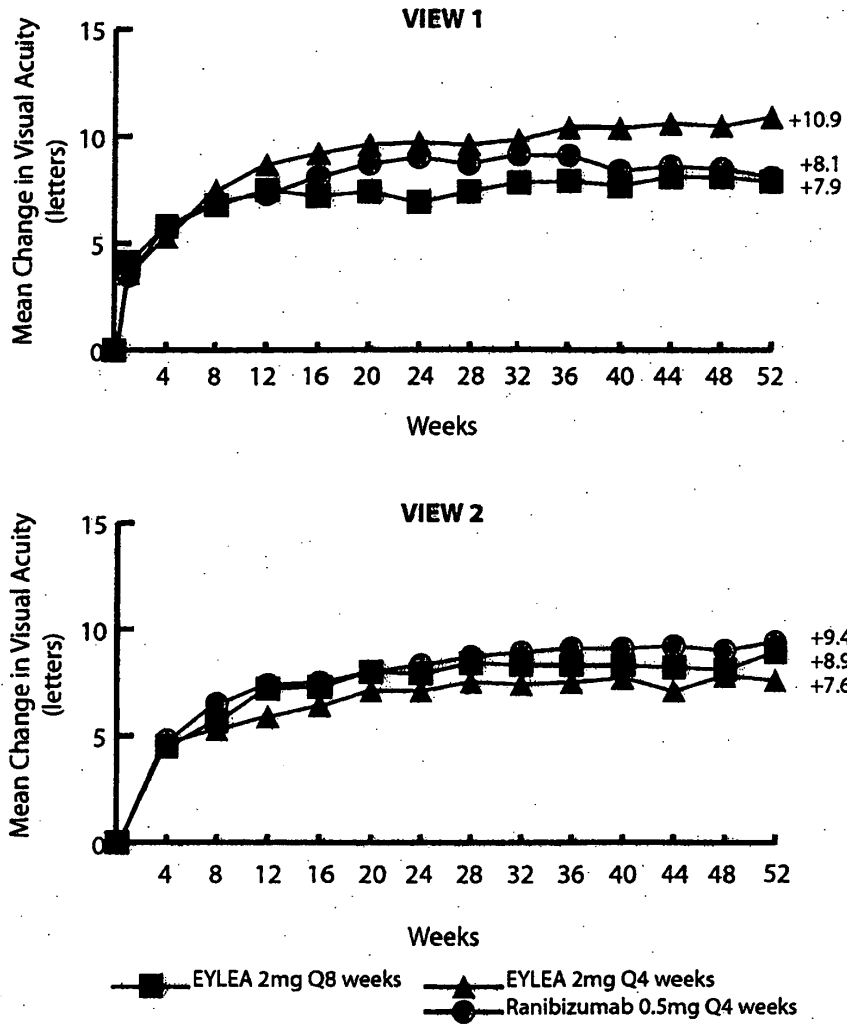 VIEW 1
Mean Change in Visual Acuity
(letters)
15
10
5
0
+10.9
+8.1
+7.9
4 8 12 16 20 24 28 32 36 40 44 48 52
Weeks
VIEW 2
Mean Change in Visual Acuity
(letters)
15
10
5
0
+9.4
+8.9
+7.6
4 8 12 16 20 24 28 32 36 40 44 48 52
Weeks
EYLEA 2mg Q8 weeks
EYLEA 2mg Q4 weeks
Ranibizumab 0.5mg Q4 weeks